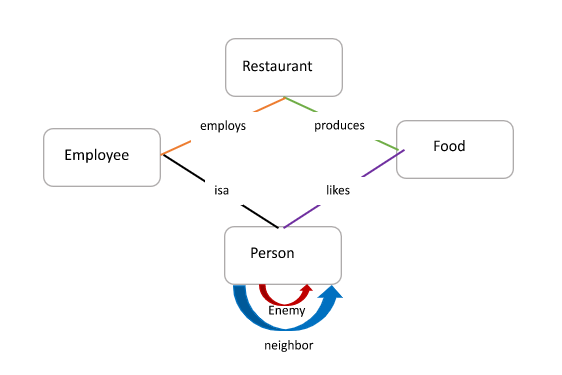 Restaurant
employs
produces
Employee
Food
isa
likes
Person
Enemy
neighbor